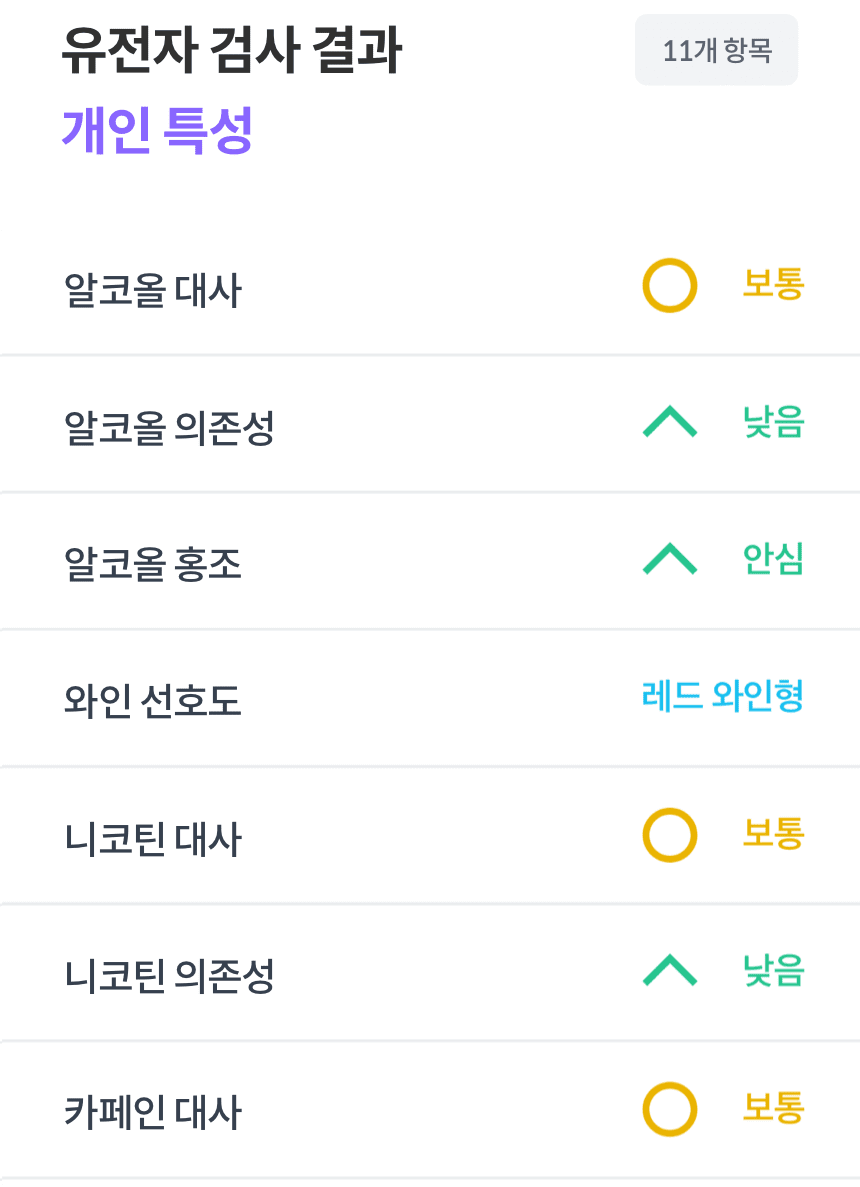 유전자 검사 결과
11개 항목
개인 특성
알코올 대사 보통
알코올 의존성 낮음
알코올 홍조 안심
와인 선호도 레드 와인형
니코틴 대사 보통
니코틴 의존성 낮음
카페인 대사 보통